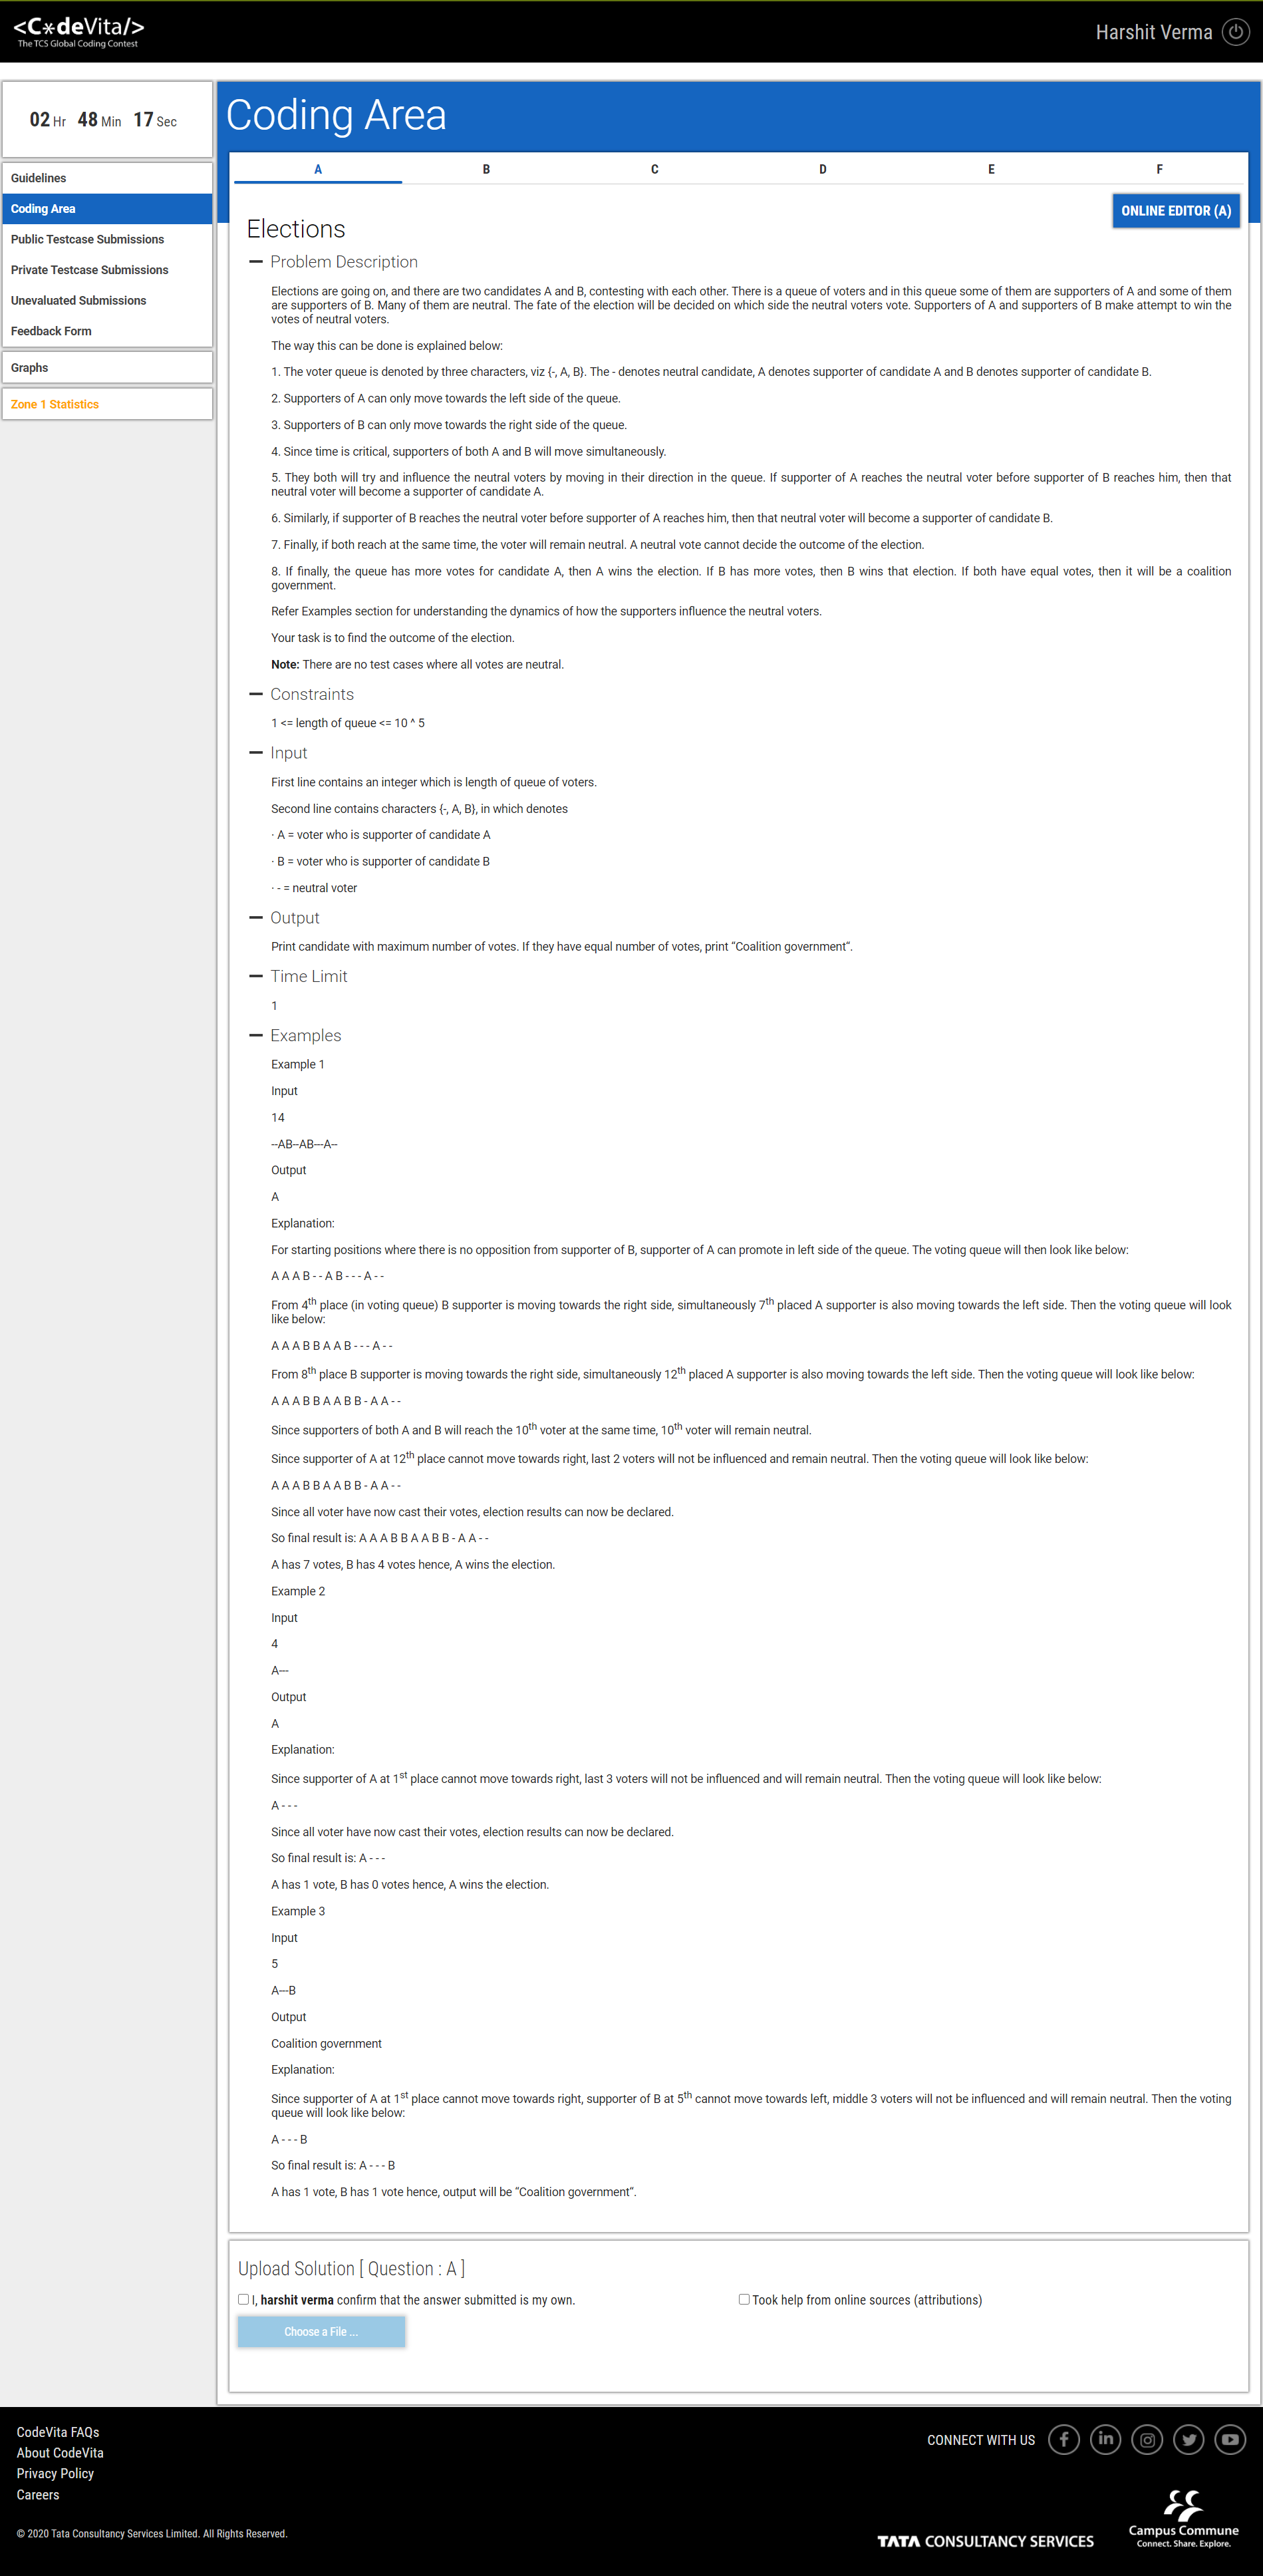 <C*deVita/>
The TCS Global Coding Contest
Harshit Verma
02 Hr 48 Min 17 Sec
Guidelines
Coding Area
Public Testcase Submissions
Private Testcase Submissions
Unevaluated Submissions
Feedback Form
Graphs
Zone 1 Statistics
Coding Area
A B C D E F
ONLINE EDITOR (A)
Elections
Problem Description
Elections are going on, and there are two candidates A and B, contesting with each other. There is a queue of voters and in this queue some of them are supporters of A and some of them
are supporters of B. Many of them are neutral. The fate of the election will be decided on which side the neutral voters vote. Supporters of A and supporters of B make attempt to win the
votes of neutral voters.
The way this can be done is explained below:
1. The voter queue is denoted by three characters, viz {-, A, B}. The - denotes neutral candidate, A denotes supporter of candidate A and B denotes supporter of candidate B.
2. Supporters of A can only move towards the left side of the queue.
3. Supporters of B can only move towards the right side of the queue.
4. Since time is critical, supporters of both A and B will move simultaneously.
5. They both will try and influence the neutral voters by moving in their direction in the queue. If supporter of A reaches the neutral voter before supporter of B reaches him, then that
neutral voter will become a supporter of candidate A.
6. Similarly, if supporter of B reaches the neutral voter before supporter of A reaches him, then that neutral voter will become a supporter of candidate B.
7. Finally, if both reach at the same time, the voter will remain neutral. A neutral vote cannot decide the outcome of the election.
8. If finally, the queue has more votes for candidate A, then A wins the election. If B has more votes, then B wins that election. If both have equal votes, then it will be a coalition
government.
Refer Examples section for understanding the dynamics of how the supporters influence the neutral voters.
Your task is to find the outcome of the election.
Note: There are no test cases where all votes are neutral.
Constraints
1 <= length of queue <= 10 ^ 5
Input
First line contains an integer which is length of queue of voters.
Second line contains characters {-, A, B}, in which denotes
· A = voter who is supporter of candidate A
· B = voter who is supporter of candidate B
· - = neutral voter
Output
Print candidate with maximum number of votes. If they have equal number of votes, print “Coalition government“.
Time Limit
1
Examples
Example 1
Input
14
--AB--AB---A--
Output
A
Explanation:
For starting positions where there is no opposition from supporter of B, supporter of A can promote in left side of the queue. The voting queue will then look like below:
A A A B - - A B - - - A - -
From 4th place (in voting queue) B supporter is moving towards the right side, simultaneously 7th placed A supporter is also moving towards the left side. Then the voting queue will look
like below:
A A A B B A A B - - - A - -
From 8th place B supporter is moving towards the right side, simultaneously 12th placed A supporter is also moving towards the left side. Then the voting queue will look like below:
A A A B B A A B B - A A - -
Since supporters of both A and B will reach the 10th voter at the same time, 10th voter will remain neutral.
Since supporter of A at 12th place cannot move towards right, last 2 voters will not be influenced and remain neutral. Then the voting queue will look like below:
A A A B B A A B B - A A - -
Since all voter have now cast their votes, election results can now be declared.
So final result is: A A A B B A A B B - A A - -
A has 7 votes, B has 4 votes hence, A wins the election.
Example 2
Input
4
A---
Output
A
Explanation:
Since supporter of A at 1st place cannot move towards right, last 3 voters will not be influenced and will remain neutral. Then the voting queue will look like below:
A - - -
Since all voter have now cast their votes, election results can now be declared.
So final result is: A - - -
A has 1 vote, B has 0 votes hence, A wins the election.
Example 3
Input
5
A---B
Output
Coalition government
Explanation:
Since supporter of A at 1st place cannot move towards right, supporter of B at 5th cannot move towards left, middle 3 voters will not be influenced and will remain neutral. Then the voting
queue will look like below:
A - - - B
So final result is: A - - - B
A has 1 vote, B has 1 vote hence, output will be “Coalition government“.
Upload Solution [ Question : A ]
I, harshit verma confirm that the answer submitted is my own.
Took help from online sources (attributions)
Choose a File ...
CodeVita FAQs
About CodeVita
Privacy Policy
Careers
© 2020 Tata Consultancy Services Limited. All Rights Reserved.
CONNECT WITH US
TATA CONSULTANCY SERVICES
Campus Commune
Connect. Share. Explore.